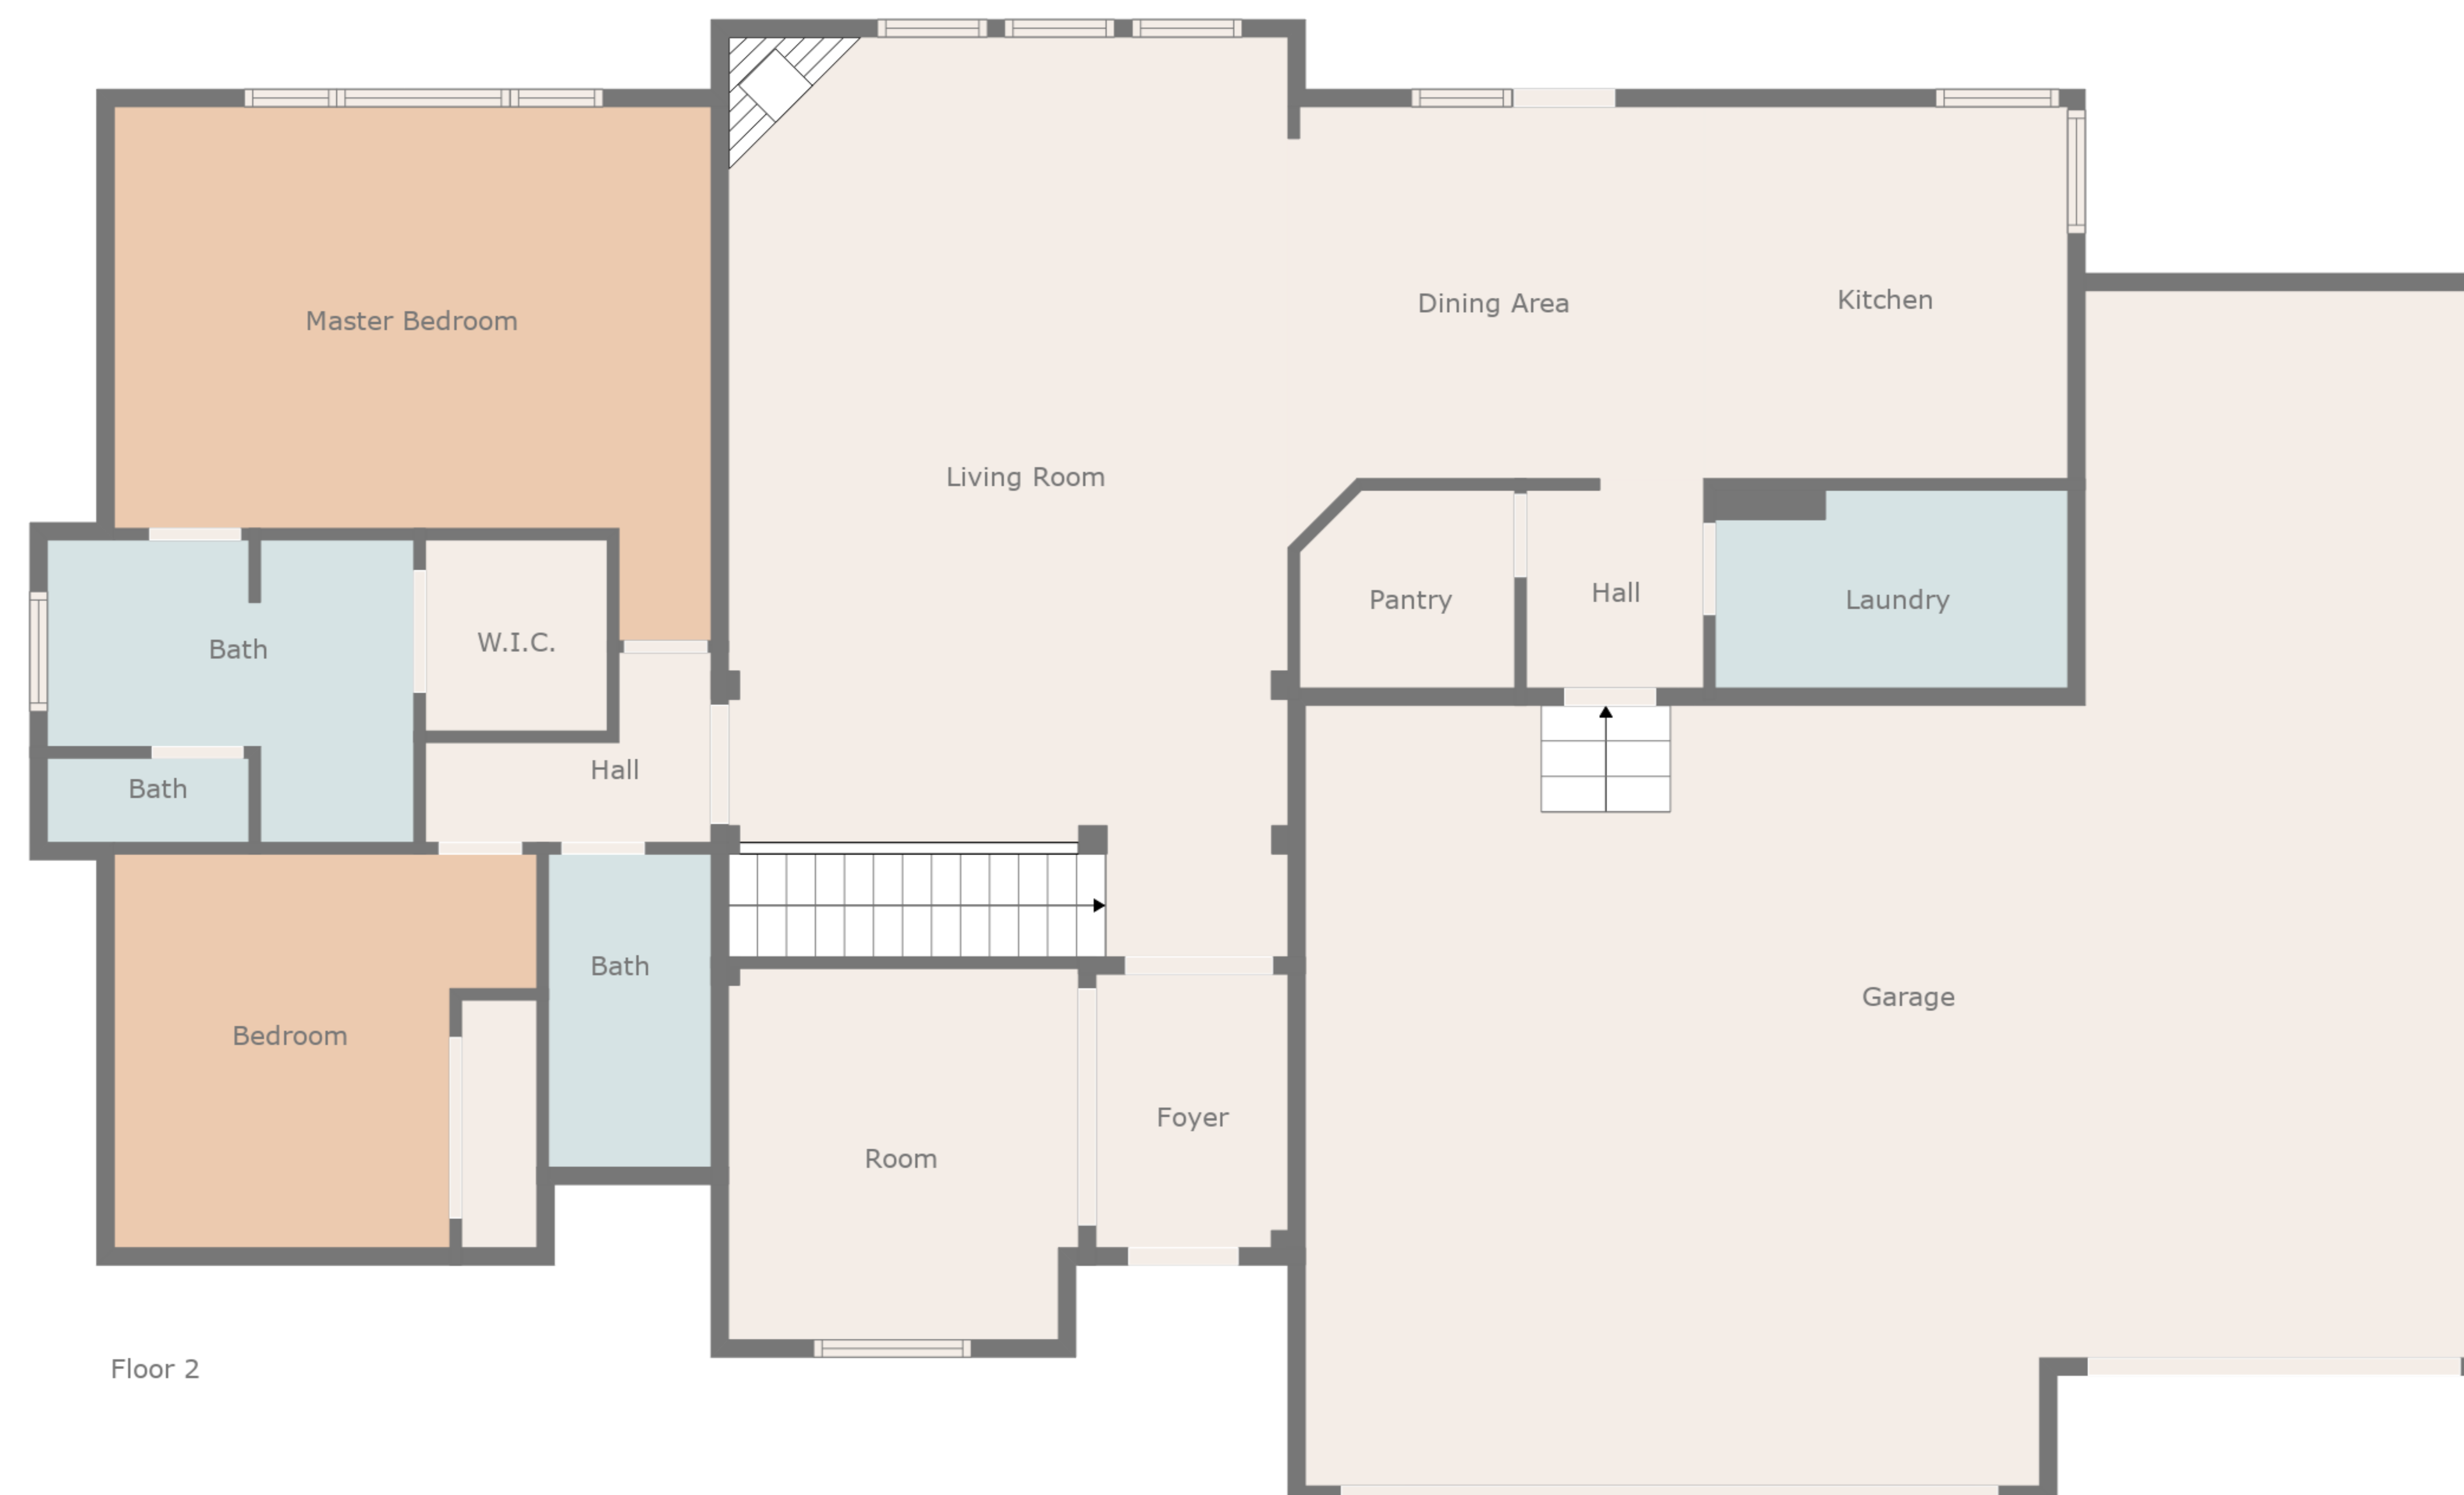 Master Bedroom
Dining Area
Kitchen
Living Room
Pantry
Hall
Laundry
Bath
W.I.C.
Hall
Bath
Bath
Bedroom
Garage
Foyer
Room
Floor 2